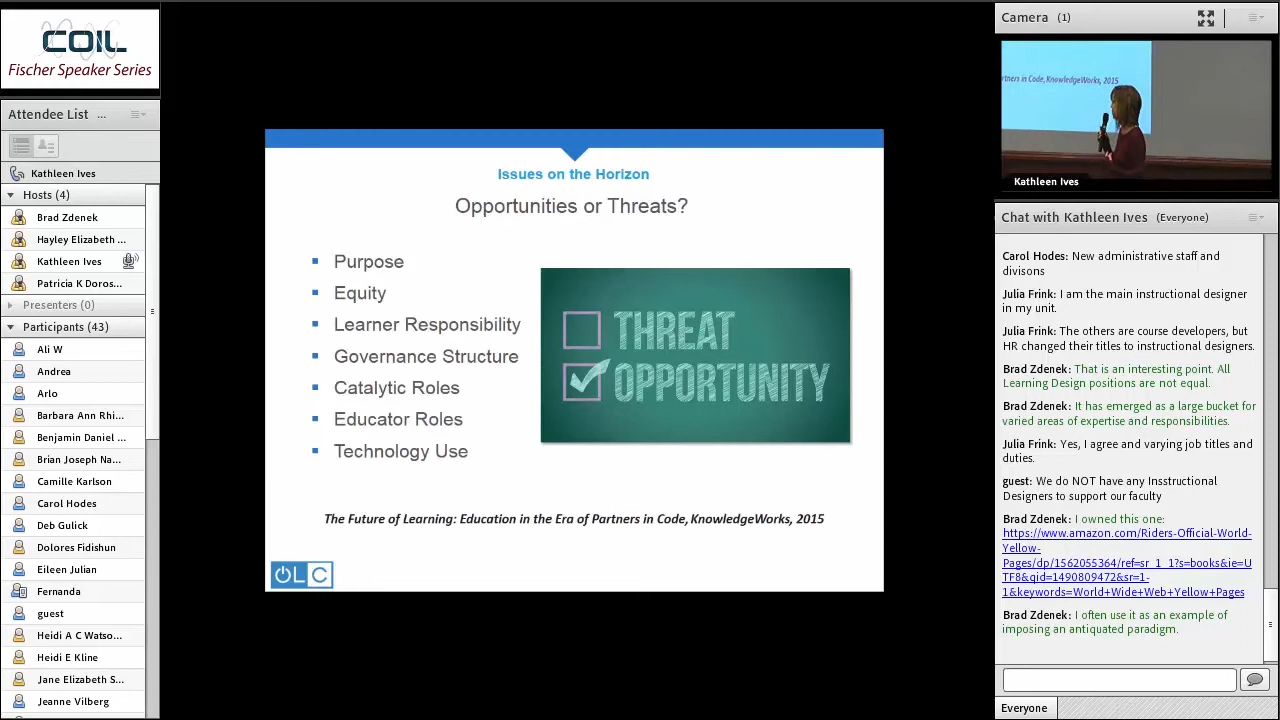 COIL
Fischer Speaker Series
Attendee List ...
Kathleen Ives
Hosts (4)
Brad Zdenek
Hayley Elizabeth ...
Kathleen Ives
Patricia K Doros...
Presenters (0)
Participants (43)
Ali W
Andrea
Arlo
Barbara Ann Rhi...
Benjamin Daniel ...
Brian Joseph Na...
Camille Karlson
Carol Hodes
Deb Gulick
Dolores Fidishun
Eileen Julian
Fernanda
guest
Heidi A C Watso...
Heidi E Kline
Jane Elizabeth S...
Jeanne Vilberg
Issues on the Horizon
Opportunities or Threats?
Purpose
Equity
Learner Responsibility
Governance Structure
Catalytic Roles
Educator Roles
Technology Use
THREAT
OPPORTUNITY
The Future of Learning: Education in the Era of Partners in Code, KnowledgeWorks, 2015
OLC
Camera (1)
rtners in Code, KnowledgeWorks, 2015
Kathleen Ives
Chat with Kathleen Ives (Everyone)
Carol Hodes: New administrative staff and
divisons
Julia Frink: I am the main instructional designer
in my unit.
Julia Frink: The others are course developers, but
HR changed their titles to instructional designers.
Brad Zdenek: That is an interesting point. All
Learning Design positions are not equal.
Brad Zdenek: It has emerged as a large bucket for
varied areas of expertise and responsibilities.
Julia Frink: Yes, I agree and varying job titles and
duties.
guest: We do NOT have any Insstructional
Designers to support our faculty
Brad Zdenek: I owned this one:
https://www.amazon.com/Riders-Official-World-
Yellow-
Pages/dp/1562055364/ref=sr_1_1?s=books&ie=U
TF8&qid=1490809472&sr=1-
1&keywords=World+Wide+Web+Yellow+Pages
Brad Zdenek: I often use it as an example of
imposing an antiquated paradigm.
Everyone